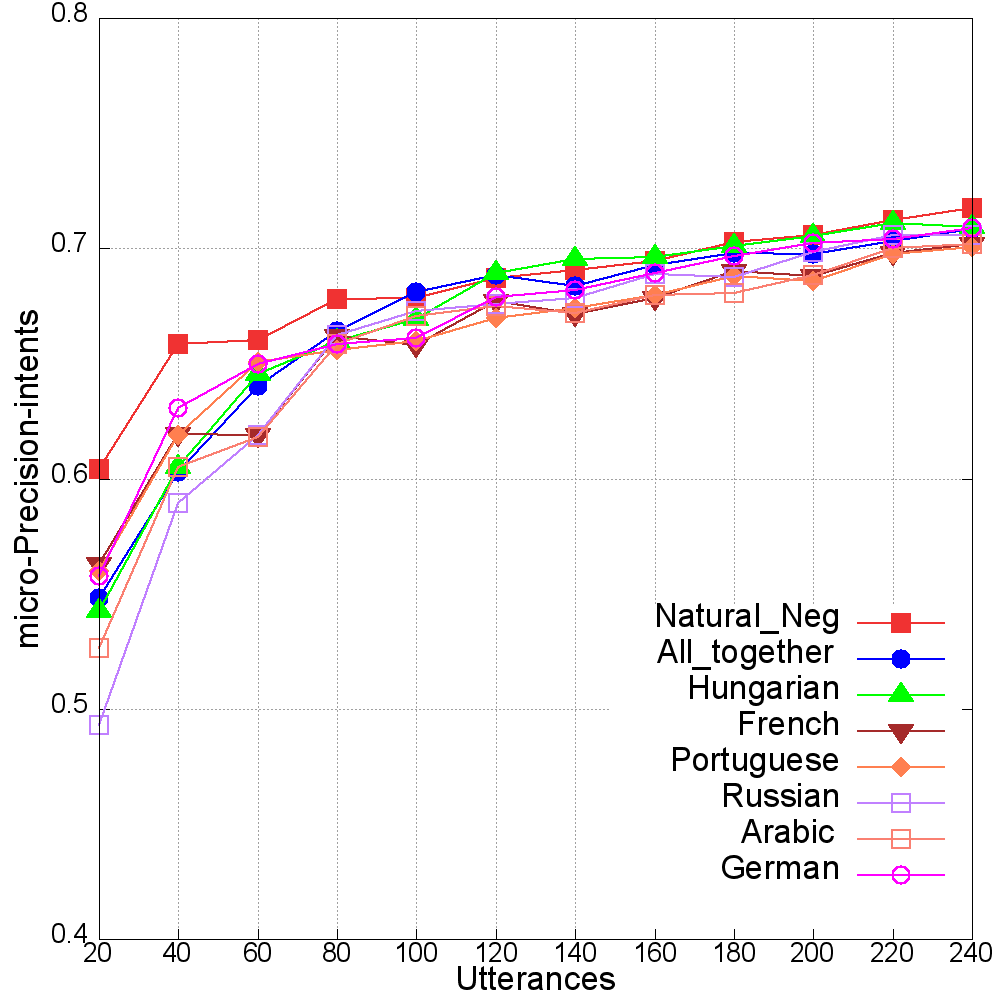 0.8
0.7
0.6
0.5
0.4
micro-Precision-intents
Natural_Neg
All_together
Hungarian
French
Portuguese
Russian
Arabic
German
20 40 60 80 100 120 140 160 180 200 220 240
Utterances